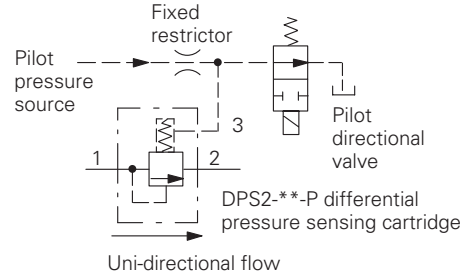 Fixed
restrictor
Pilot
pressure
source
Pilot
directional
valve
3
1
2
DPS2-**-P differential
pressure sensing cartridge
Uni-directional flow